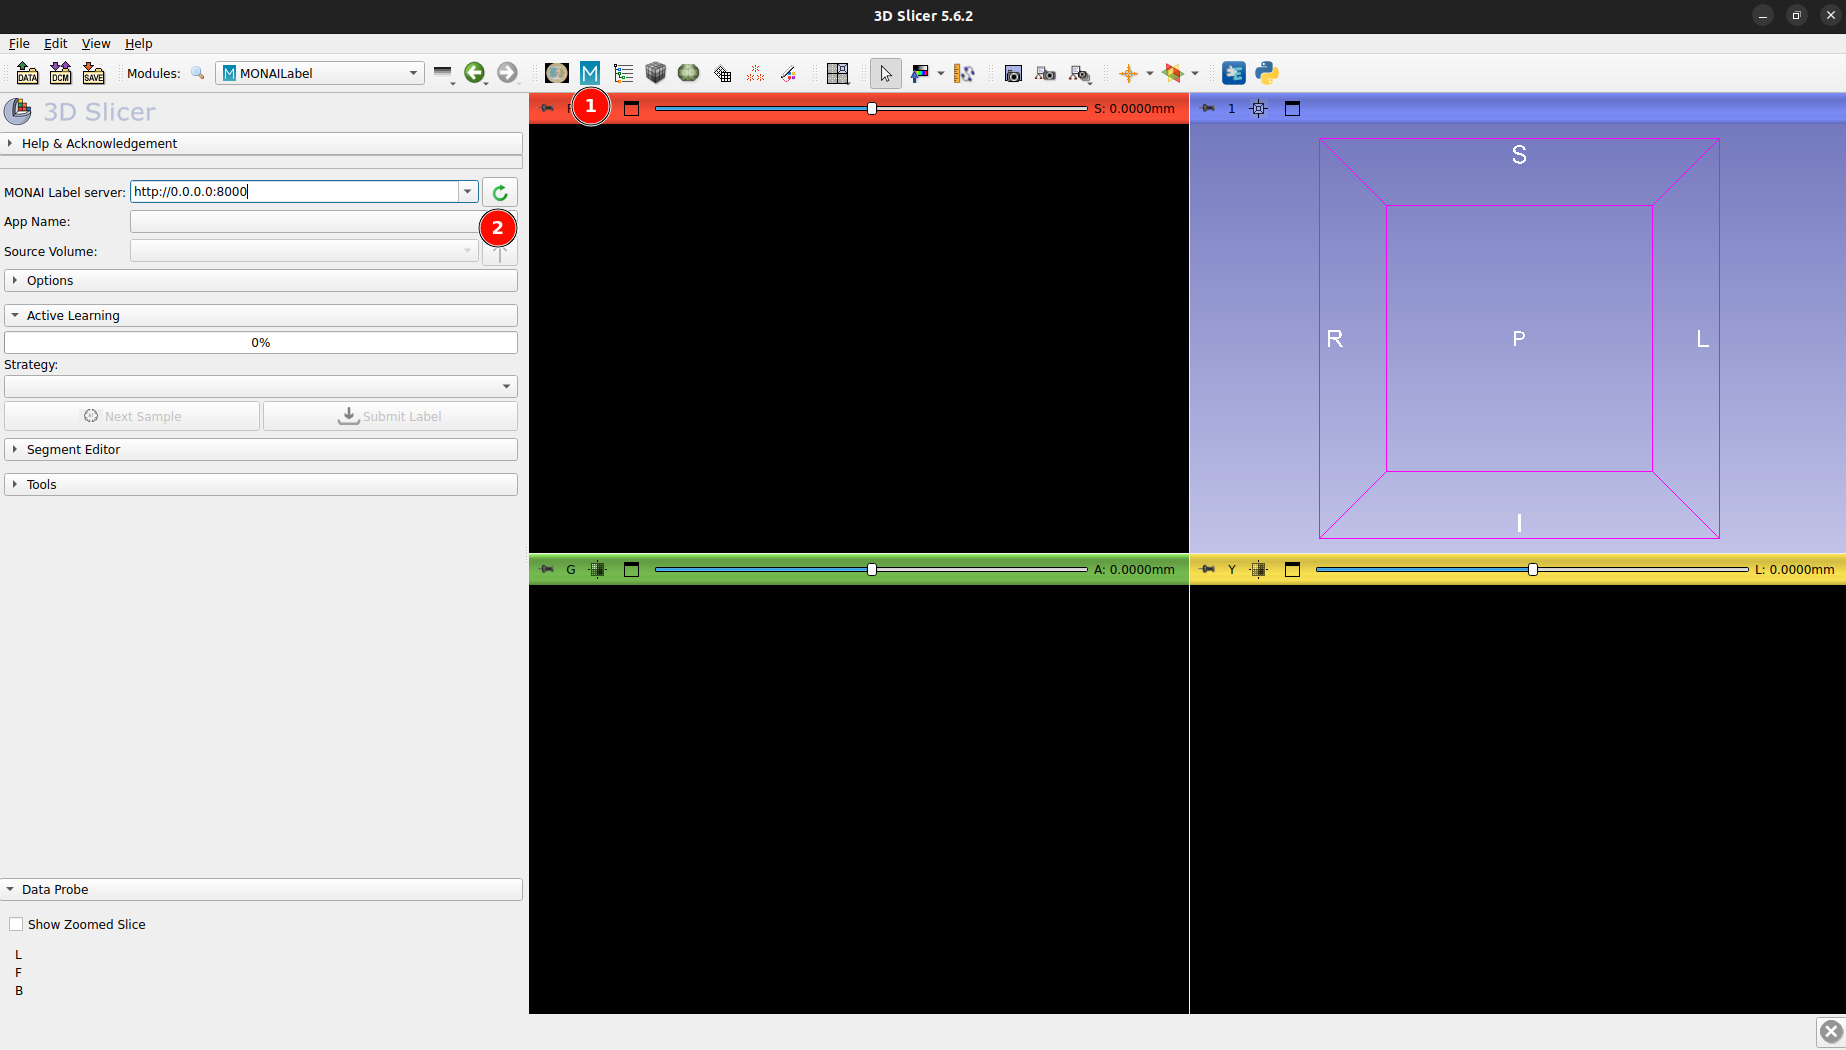 3D Slicer 5.6.2
File Edit View Help
DATA DCM SAVE Modules: M MONAILabel M
3D Slicer
Help & Acknowledgement
MONAI Label server: http://0.0.0.0:8000
App Name:
Source Volume:
Options
Active Learning
0%
Strategy:
Next Sample Submit Label
Segment Editor
Tools
Data Probe
Show Zoomed Slice
L
F
B
1
2
S: 0.0000mm
1
S
R P L
I
G A: 0.0000mm
Y L: 0.0000mm